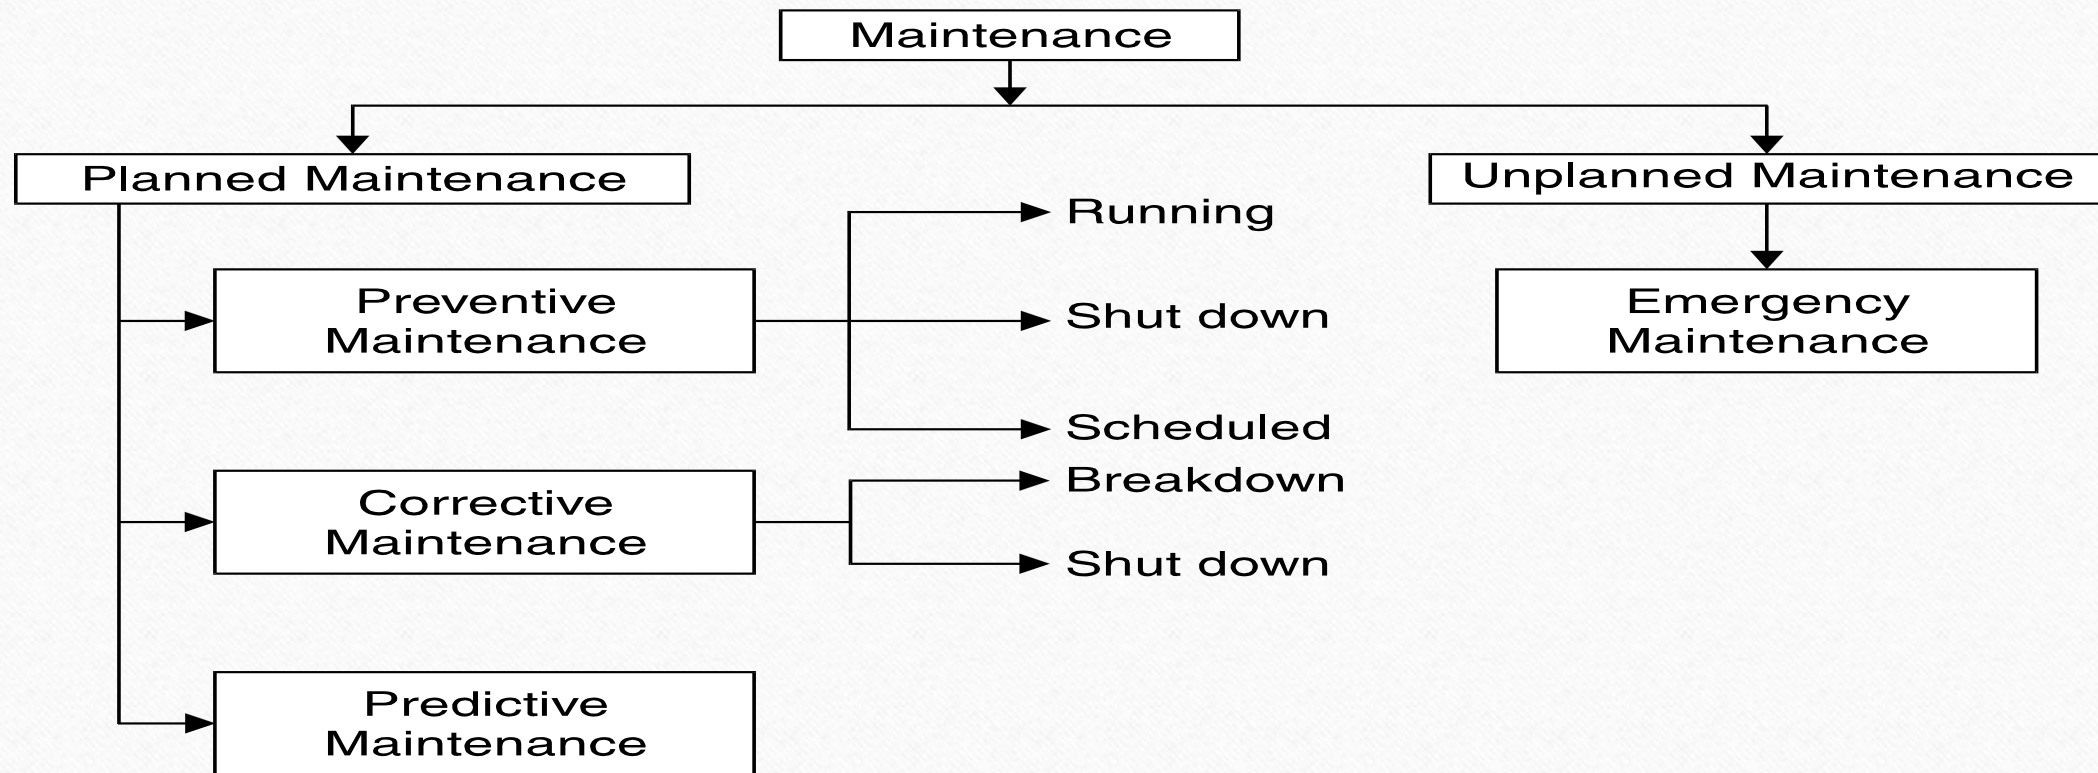 Maintenance
Planned Maintenance
Unplanned Maintenance
Running
Preventive
Maintenance
Shut down
Emergency
Maintenance
Scheduled
Corrective
Maintenance
Breakdown
Shut down
Predictive
Maintenance